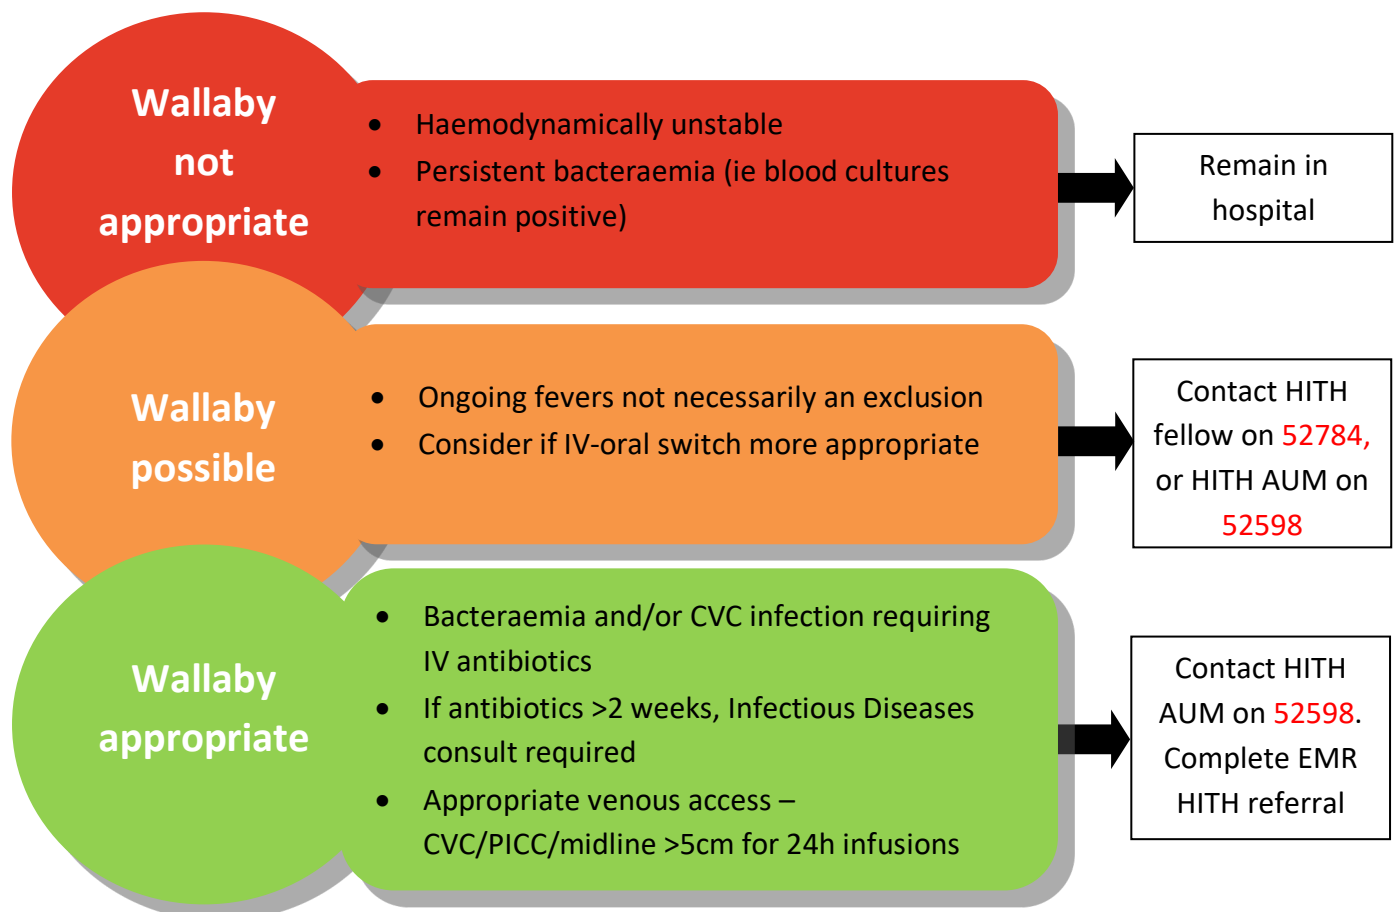 Wallaby
not
appropriate
• Haemodynamically unstable
• Persistent bacteraemia (ie blood cultures
remain positive)
Remain in
hospital
Wallaby
possible
• Ongoing fevers not necessarily an exclusion
• Consider if IV-oral switch more appropriate
Contact HITH
fellow on 52784,
or HITH AUM on
52598
Wallaby
appropriate
• Bacteraemia and/or CVC infection requiring
IV antibiotics
• If antibiotics >2 weeks, Infectious Diseases
consult required
• Appropriate venous access –
CVC/PICC/midline >5cm for 24h infusions
Contact HITH
AUM on 52598.
Complete EMR
HITH referral